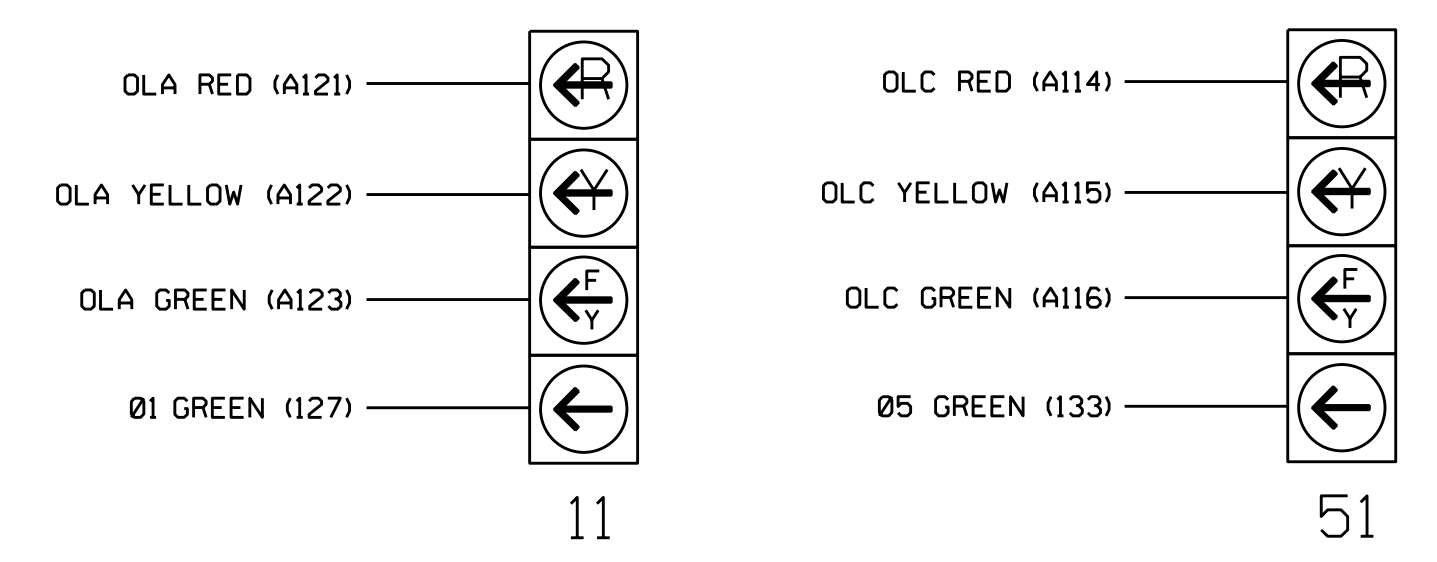 OLA RED (A121)
R
OLA YELLOW (A122)
Y
OLA GREEN (A123)
F
Y
Ø1 GREEN (127)
11
OLC RED (A114)
R
OLC YELLOW (A115)
Y
OLC GREEN (A116)
F
Y
Ø5 GREEN (133)
51